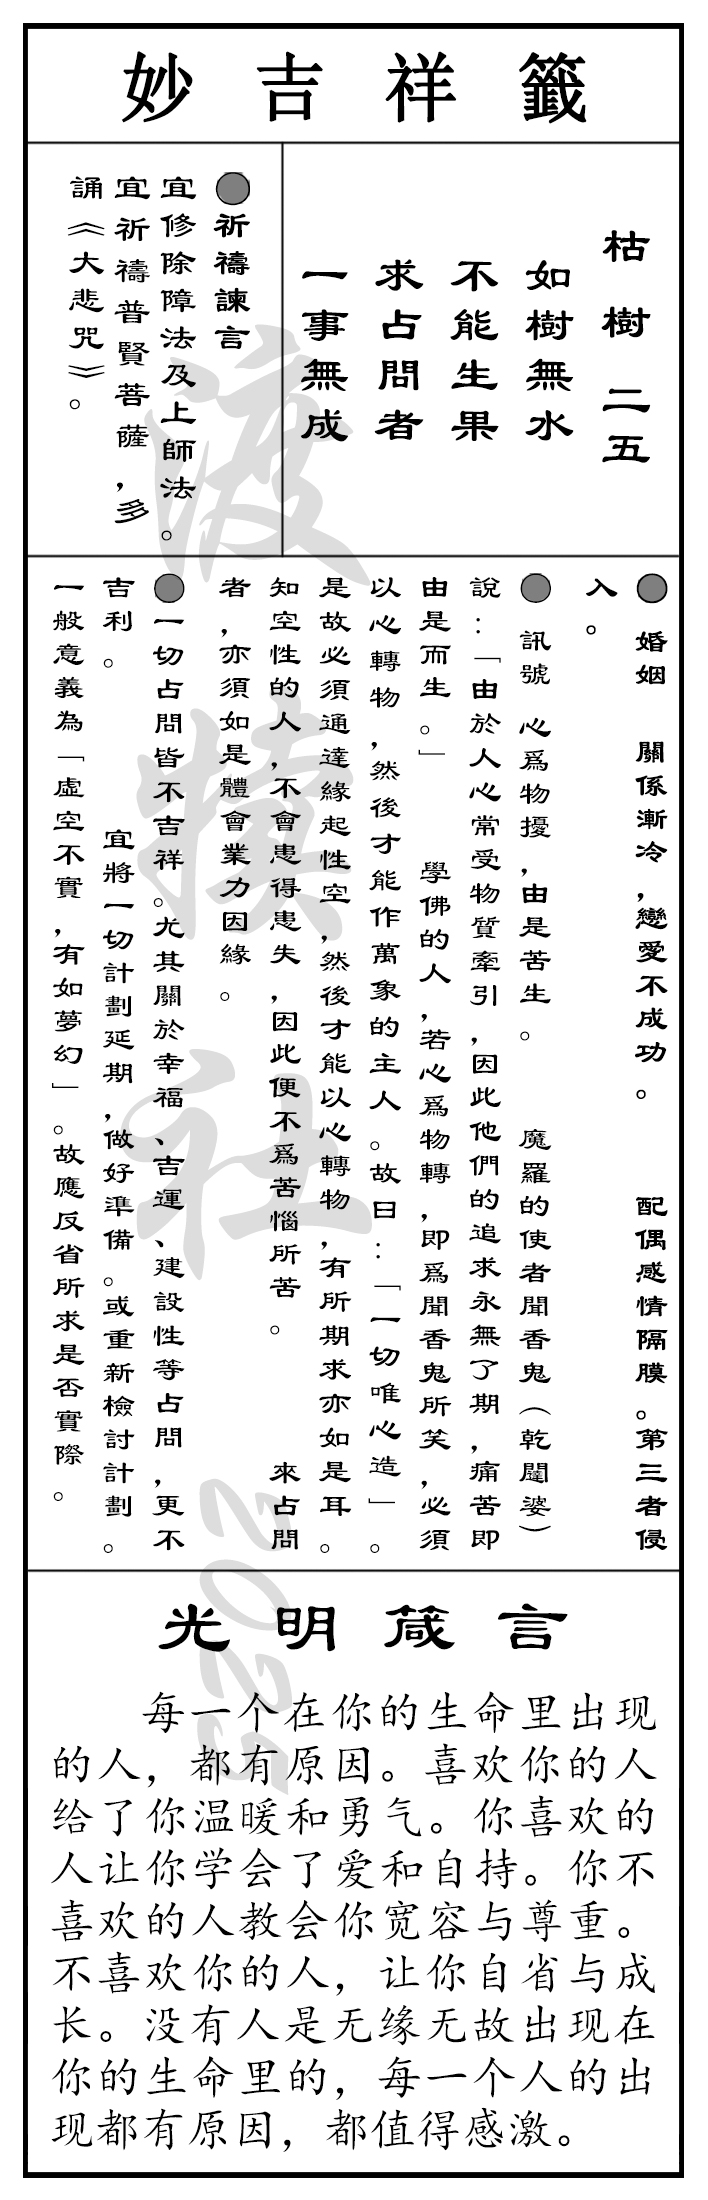 妙吉祥籤
枯樹二五
如樹無水
不能生果
求占問者
一事無成
●祈禱諫言
宜修除障法及上師法。
宜祈禱普賢菩薩，多
誦《大悲咒》。
● 婚姻 關係漸冷，戀愛不成功。 配偶感情隔膜。第三者侵
入。
● 訊號 心爲物擾，由是苦生。 魔羅的使者聞香鬼（乾闥婆）
說：「由於人心常受物質牽引，因此他們的追求永無了期，痛苦即
由是而生。」 學佛的人，若心爲物轉，即爲聞香鬼所笑，必須
以心轉物，然後才能作萬象的主人。故曰：「一切唯心造」。
是故必須通達緣起性空，然後才能以心轉物，有所期求亦如是耳。
知空性的人，不會患得患失，因此便不爲苦惱所苦。 來占問
者，亦須如是體會業力因緣。
●一切占問皆不吉祥。尤其關於幸福、吉運、建設性等占問，更不
吉利。 宜將一切計劃延期，做好準備。或重新檢討計劃。
一般意義為「虛空不實，有如夢幻」。故應反省所求是否實際。
渡犢社2025
光明箴言
每一个在你的生命里出现
的人，都有原因。喜欢你的人
给了你温暖和勇气。你喜欢的
人让你学会了爱和自持。你不
喜欢的人教会你宽容与尊重。
不喜欢你的人，让你自省与成
长。没有人是无缘无故出现在
你的生命里的，每一个人的出
现都有原因，都值得感激。